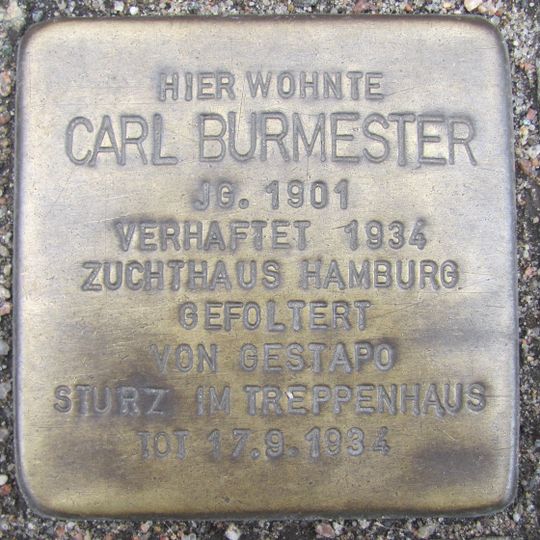 HIER WOHNTE
CARL BURMESTER
JG. 1901
VERHAFTET 1934
ZUCHTHAUS HAMBURG
GEFOLTERT
VON GESTAPO
STURZ IM TREPPENHAUS
TOT 17.9.1934